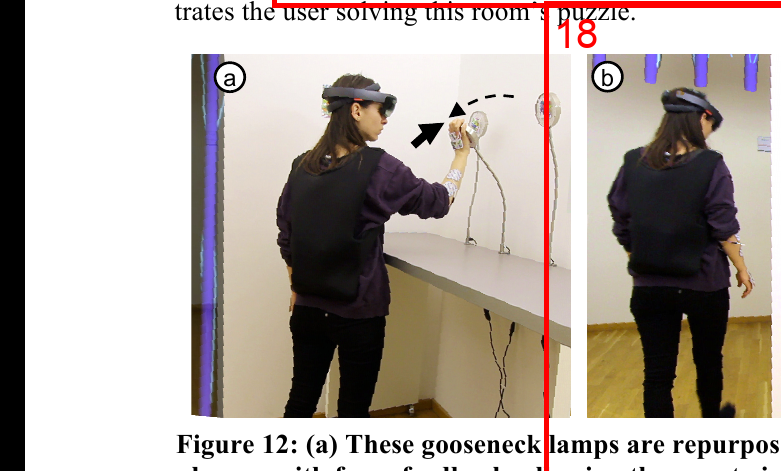 trates the user solving this room's puzzle.
18
a
b
Figure 12: (a) These gooseneck lamps are repurpos